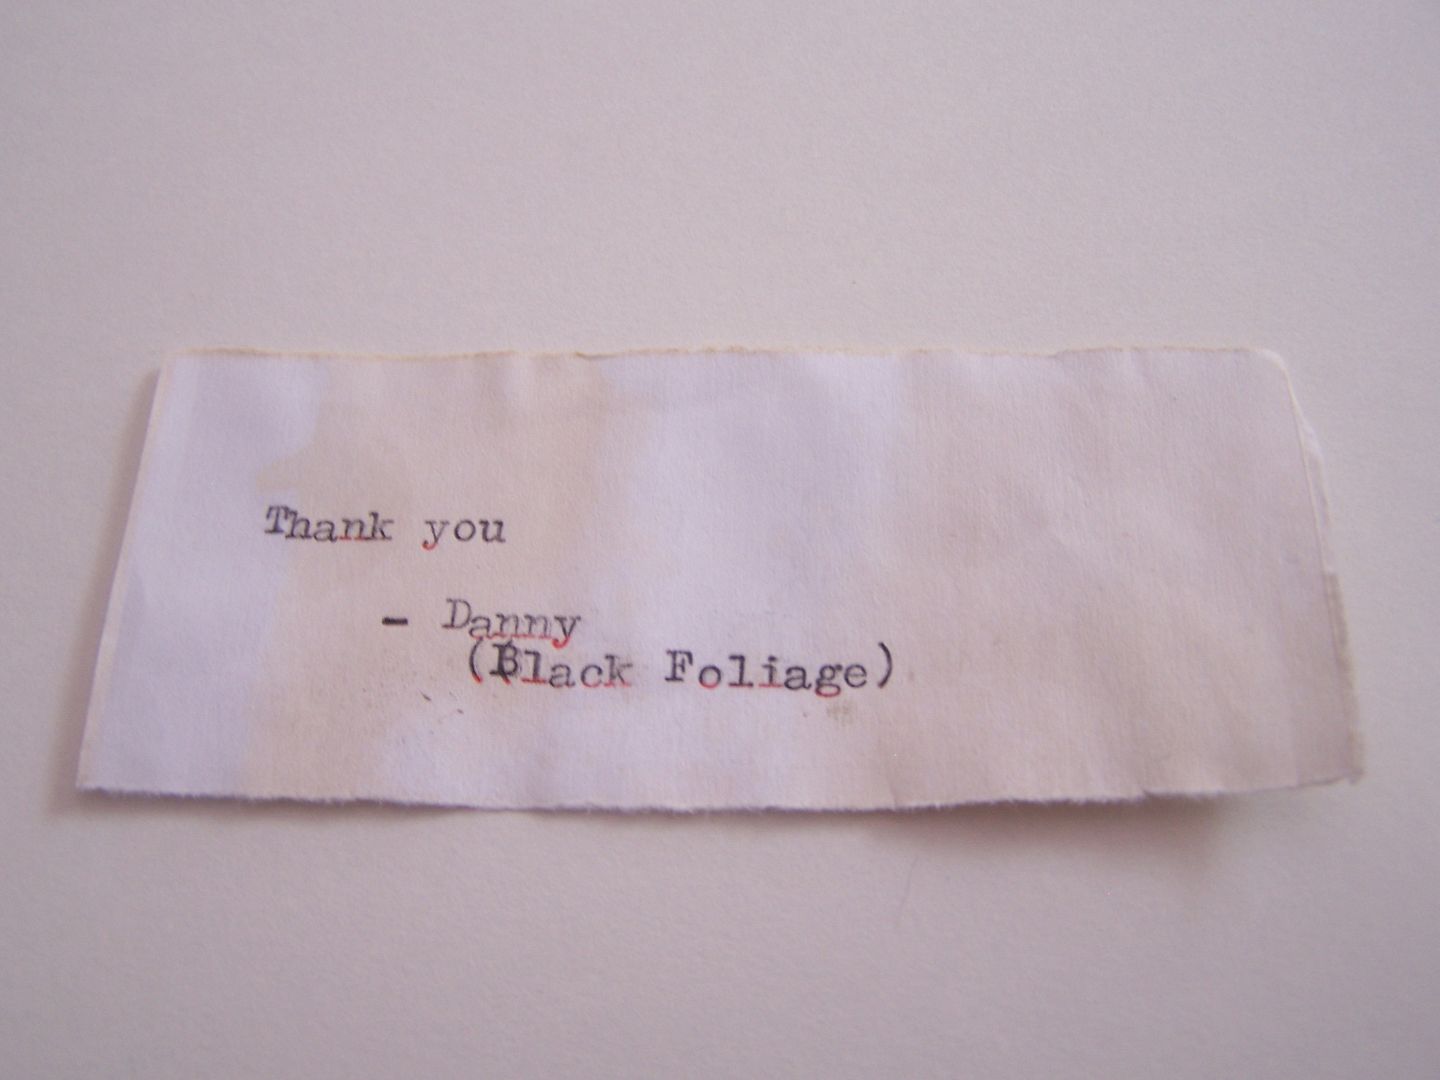 Thank you
- Danny
(Black Foliage)